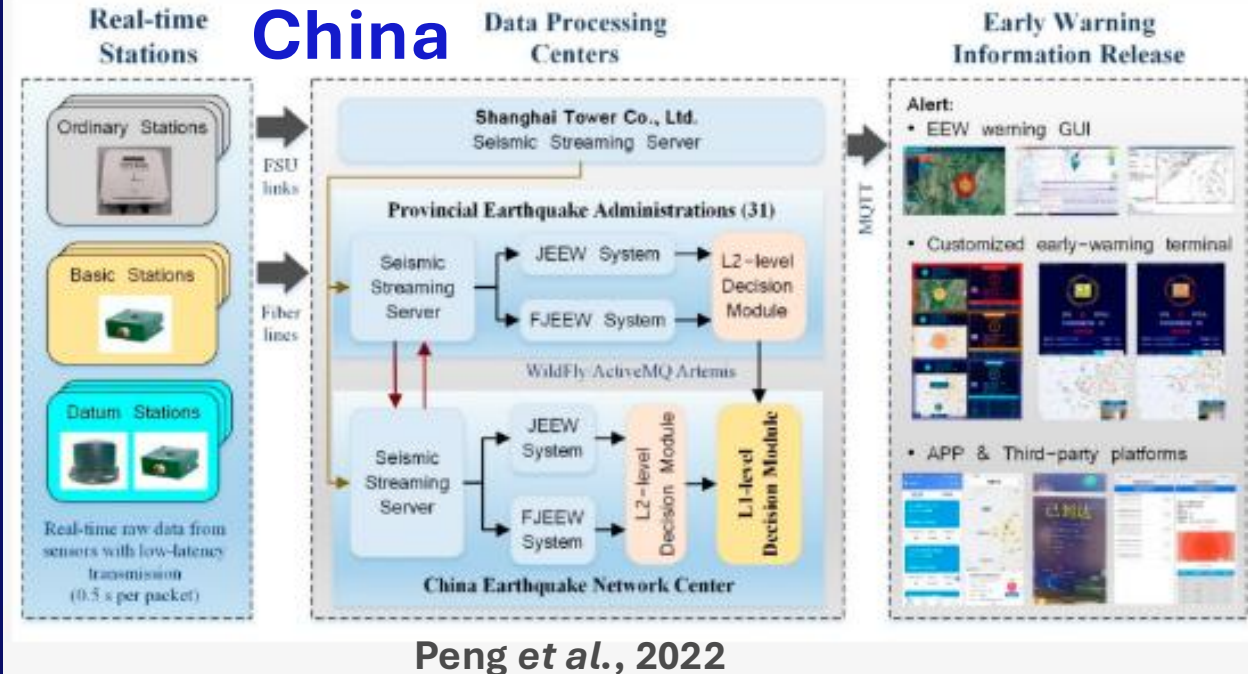 China
Real-time
Stations
Data Processing
Centers
Early Warning
Information Release
Ordinary Stations
Basic Stations
Datum Stations
Real-time raw data from
sensors with low-latency
transmission
(0.5 s per packet)
FSU
links
Fiber
lines
Shanghai Tower Co., Ltd.
Seismic Streaming Server
Provincial Earthquake Administrations (31)
Seismic
Streaming
Server
JEEW System
FJEEW System
L2-level
Decision
Module
WildFly ActiveMQ Artemis
Seismic
Streaming
Server
JEEW
System
FJEEW
System
L2-level
Decision Module
L1-level
Decision Module
China Earthquake Network Center
MQTT
Alert:
• EEW warning GUI
• Customized early-warning terminal
• APP & Third-party platforms
已到达
Peng et al., 2022